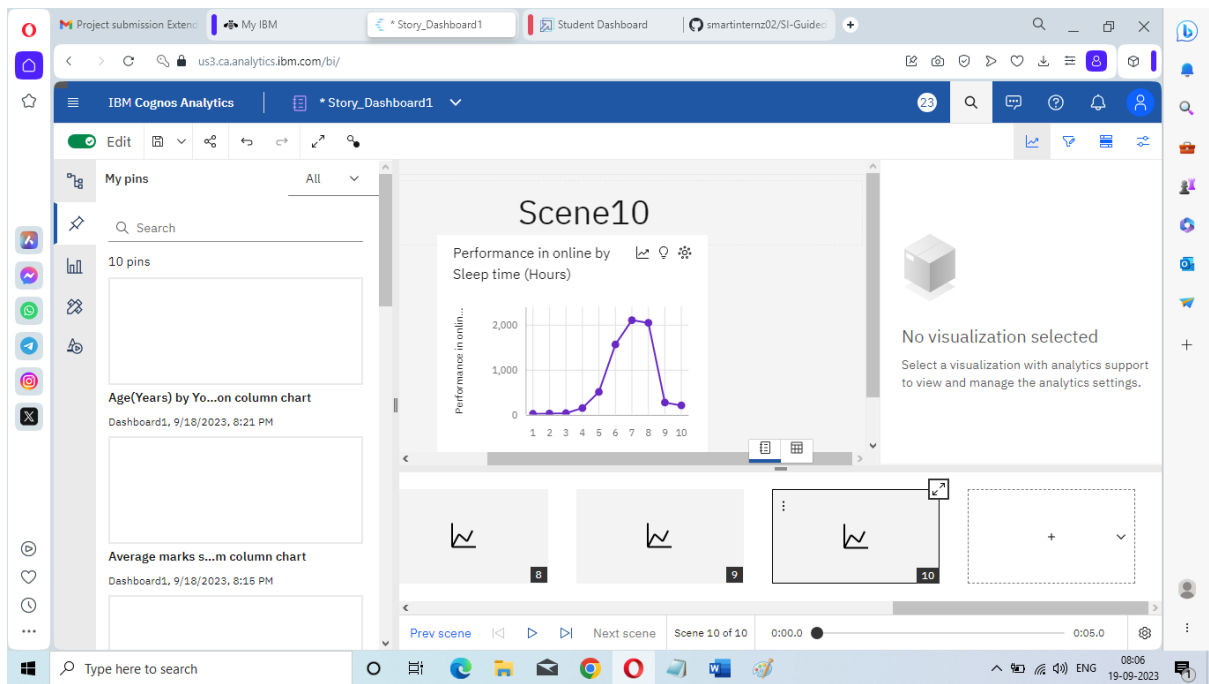 Project submission Extend
My IBM
* Story_Dashboard1
Student Dashboard
smartinternz02/SI-Guided
us3.ca.analytics.ibm.com/bi/
8
IBM Cognos Analytics
* Story_Dashboard1
23
Edit
My pins
All
Search
10 pins
Age(Years) by Yo...on column chart
Dashboard1, 9/18/2023, 8:21 PM
Average marks s...m column chart
Dashboard1, 9/18/2023, 8:15 PM
Scene10
Performance in online by
Sleep time (Hours)
Performance in onlin...
2,000
1,000
0
1 2 3 4 5 6 7 8 9 10
No visualization selected
Select a visualization with analytics support
to view and manage the analytics settings.
8
9
10
Prev scene
Next scene
Scene 10 of 10
0:00.0
0:05.0
Type here to search
ENG
08:06
19-09-2023
1